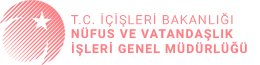 T.C. İÇİŞLERİ BAKANLIĞI
NÜFUS VE VATANDAŞLIK
İŞLERİ GENEL MÜDÜRLÜĞÜ